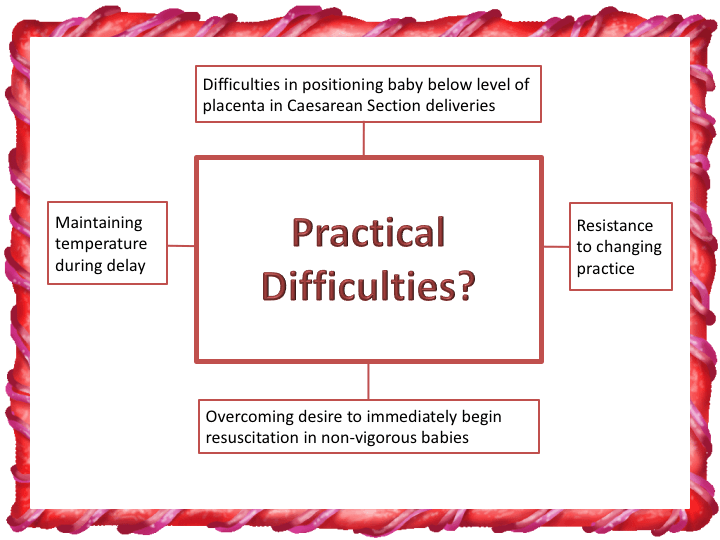 Difficulties in positioning baby below level of
placenta in Caesarean Section deliveries
Maintaining
temperature
during delay
Practical
Difficulties?
Resistance
to changing
practice
Overcoming desire to immediately begin
resuscitation in non-vigorous babies